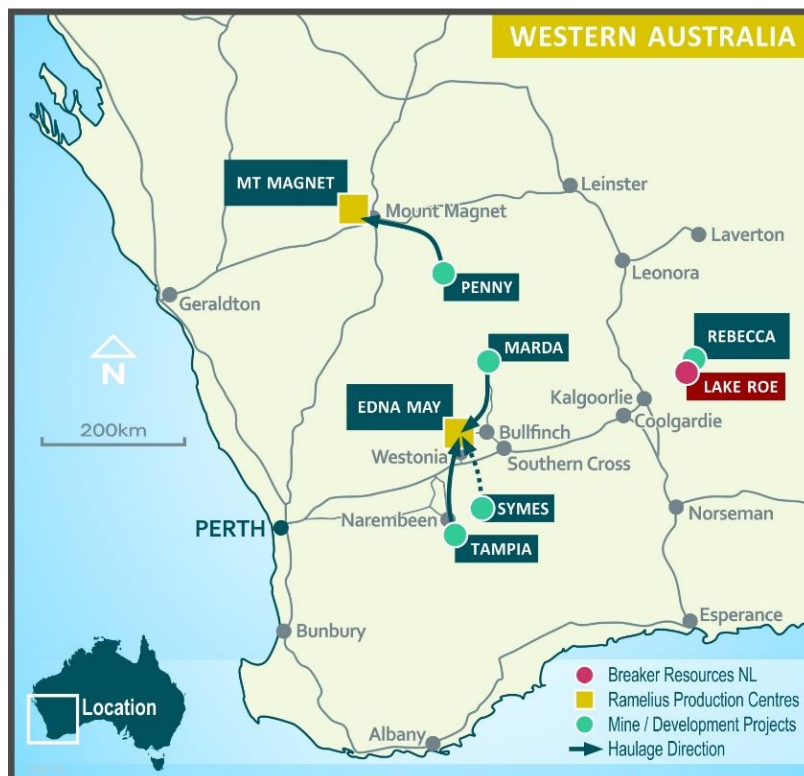 WESTERN AUSTRALIA
MT MAGNET
Leinster
Mount Magnet
Laverton
Leonora
PENNY
Geraldton
MARDA
REBECCA
LAKE ROE
N
EDNA MAY
Kalgoorlie
Coolgardie
200km
Bullfinch
Westonia
Southern Cross
SYMES
Norseman
Narembeen
PERTH
TAMPIA
Esperance
Bunbury
Location
Albany
Breaker Resources NL
Ramelius Production Centres
Mine / Development Projects
Haulage Direction